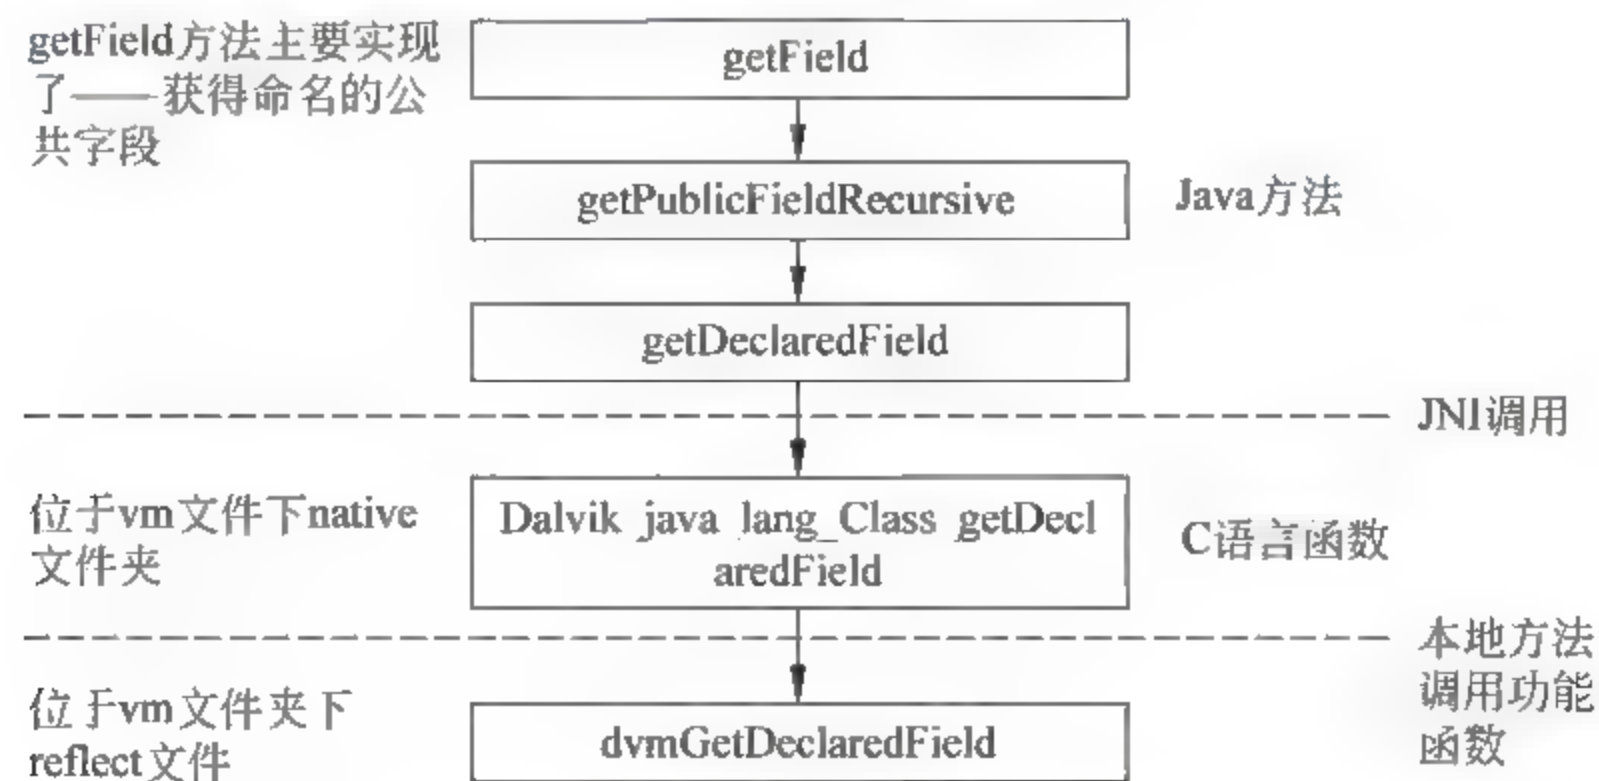 getField方法主要实现
了——获得命名的公
共字段
getField
getPublicFieldRecursive
Java方法
getDeclaredField
JNI调用
位于vm文件下native
文件夹
Dalvik java lang_Class getDecl
aredField
C语言函数
本地方法
调用功能
函数
位于vm文件夹下
reflect文件
dvmGetDeclaredField